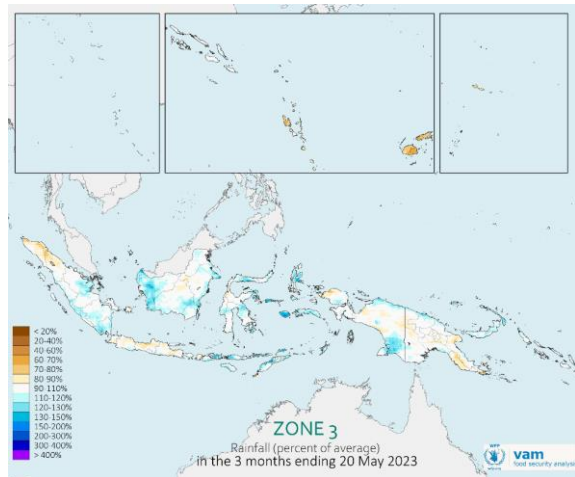 < 20%
20-40%
40-60%
60-70%
70-80%
80-90%
90-110%
110-120%
120-130%
130-150%
150-200%
200-300%
300 400%
> 400%
ZONE 3
Rainfall (percent of average)
in the 3 months ending 20 May 2023
WFP
vam
food security analysis